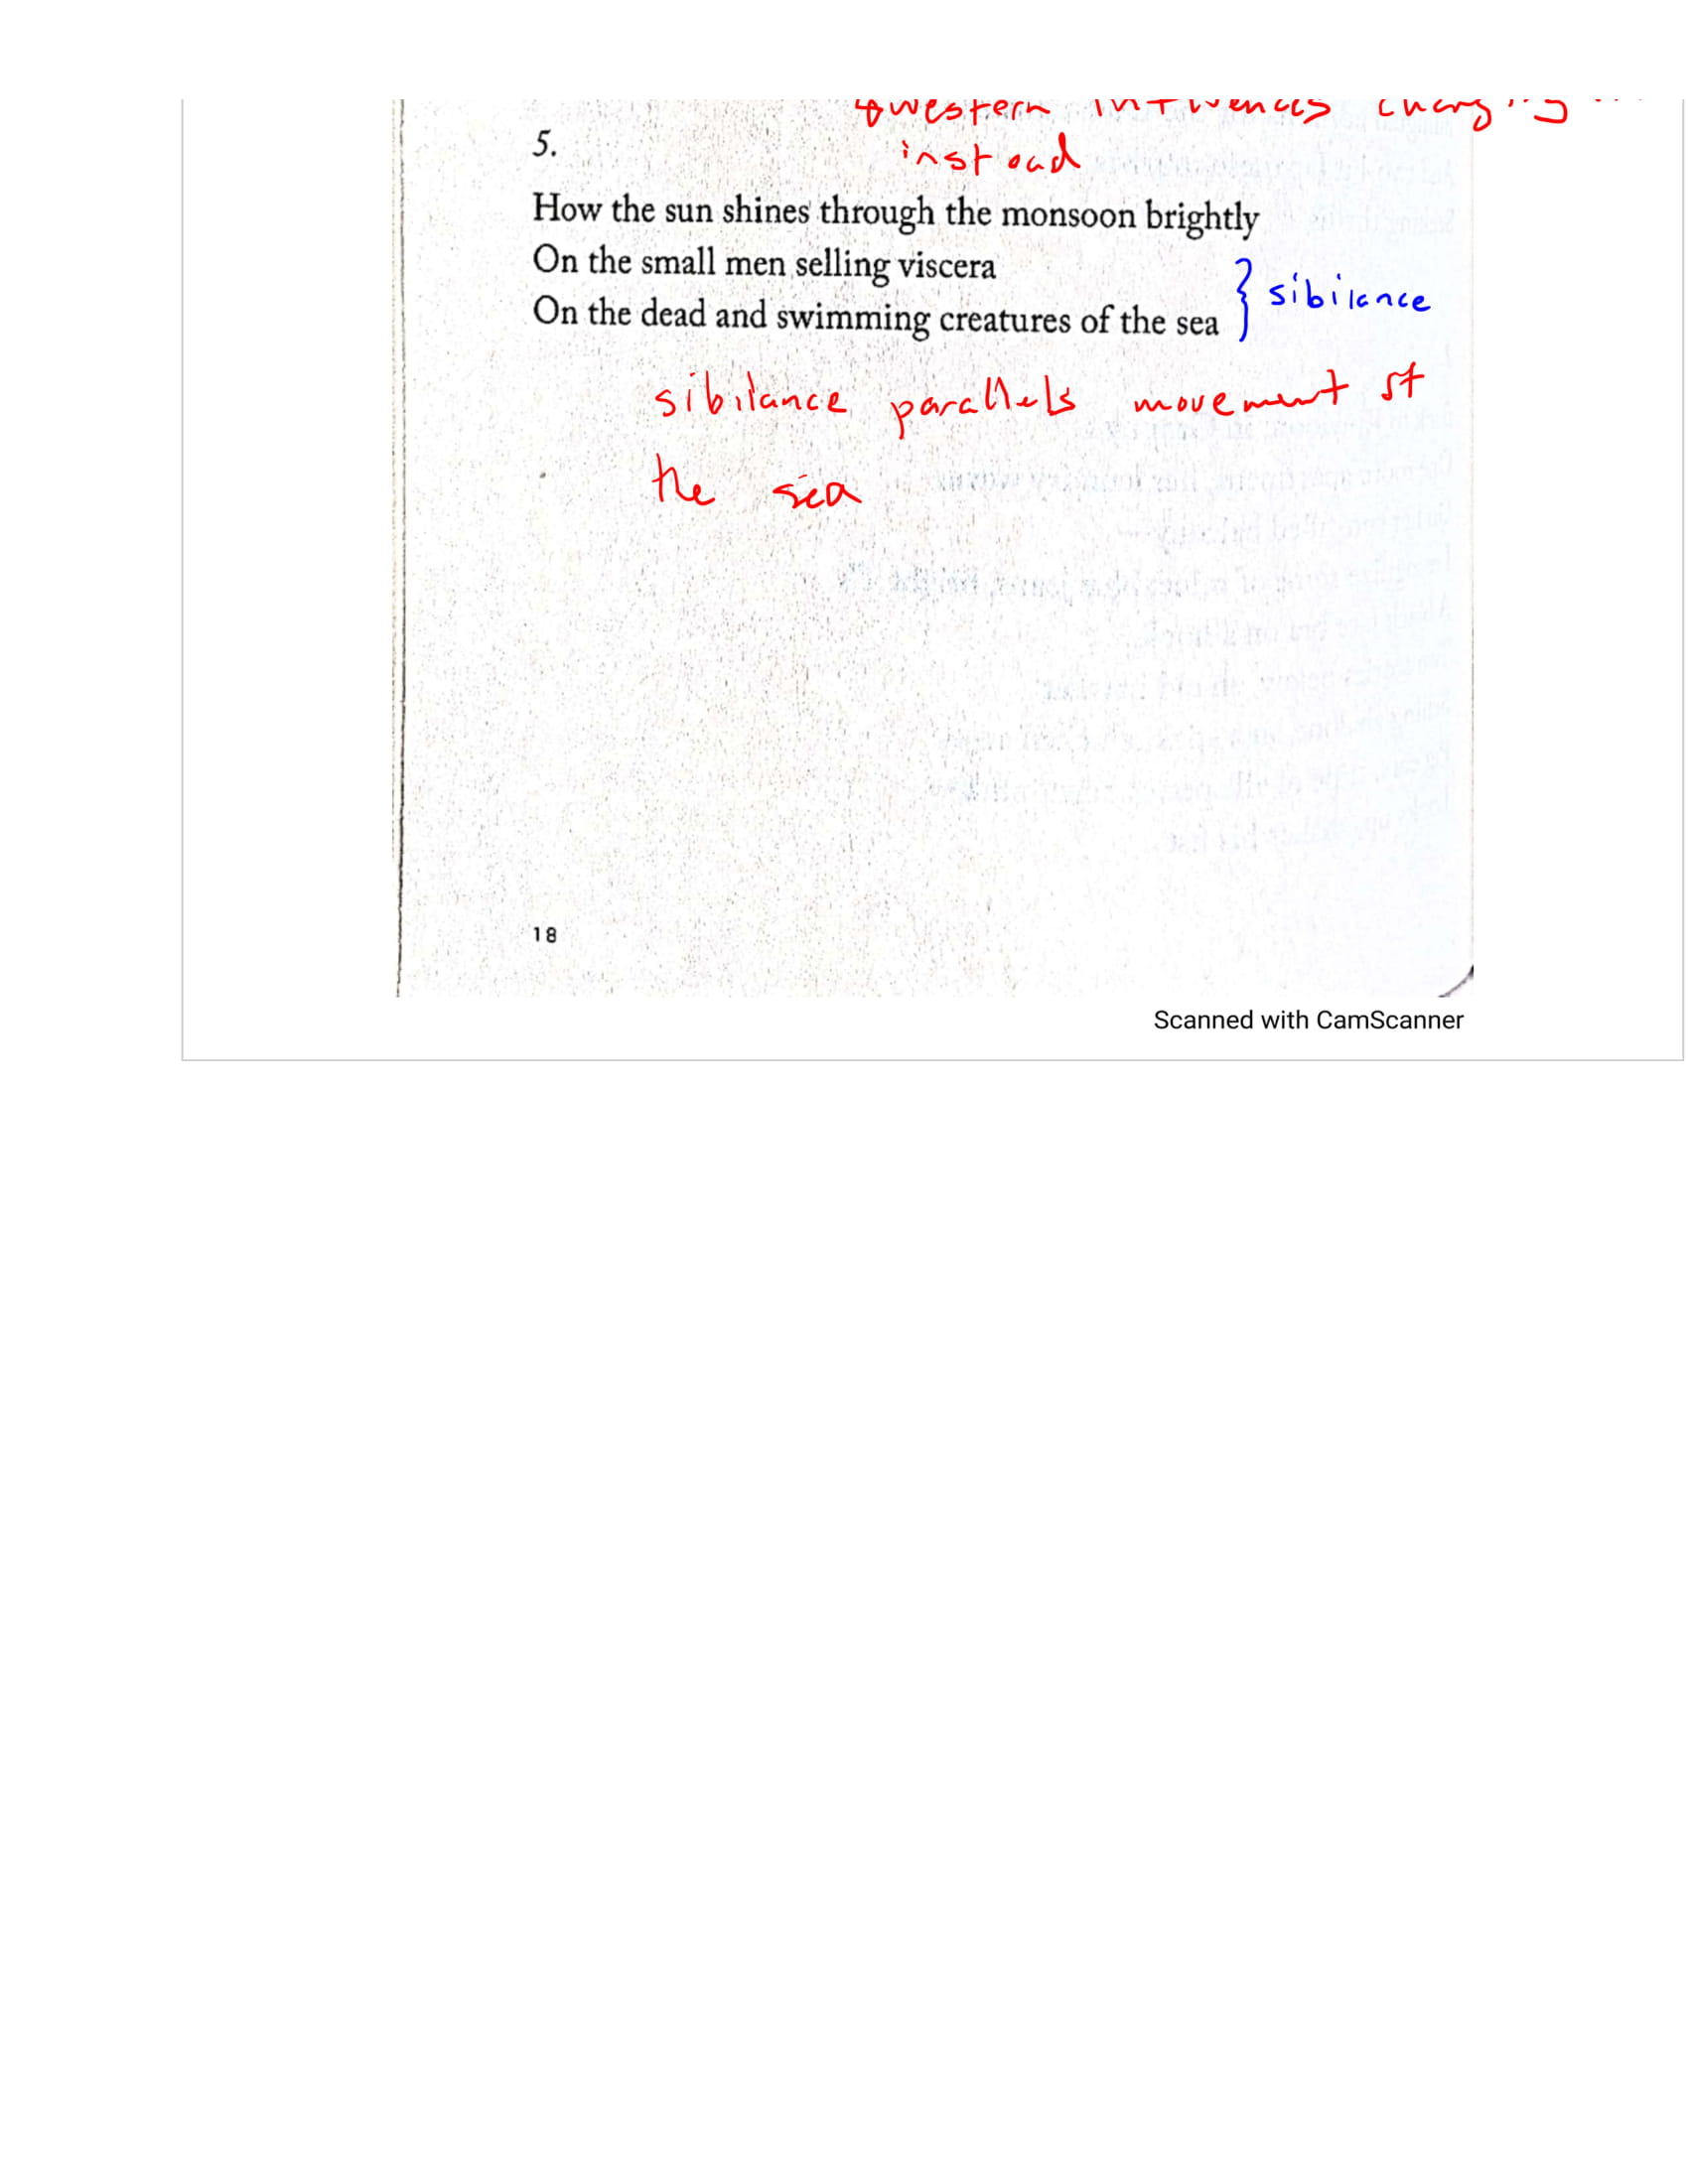 western influences changing
5.
instead
How the sun shines through the monsoon brightly
On the small men selling viscera
On the dead and swimming creatures of the sea
} sibilance
sibilance parallels movement of
the sea
18
Scanned with CamScanner